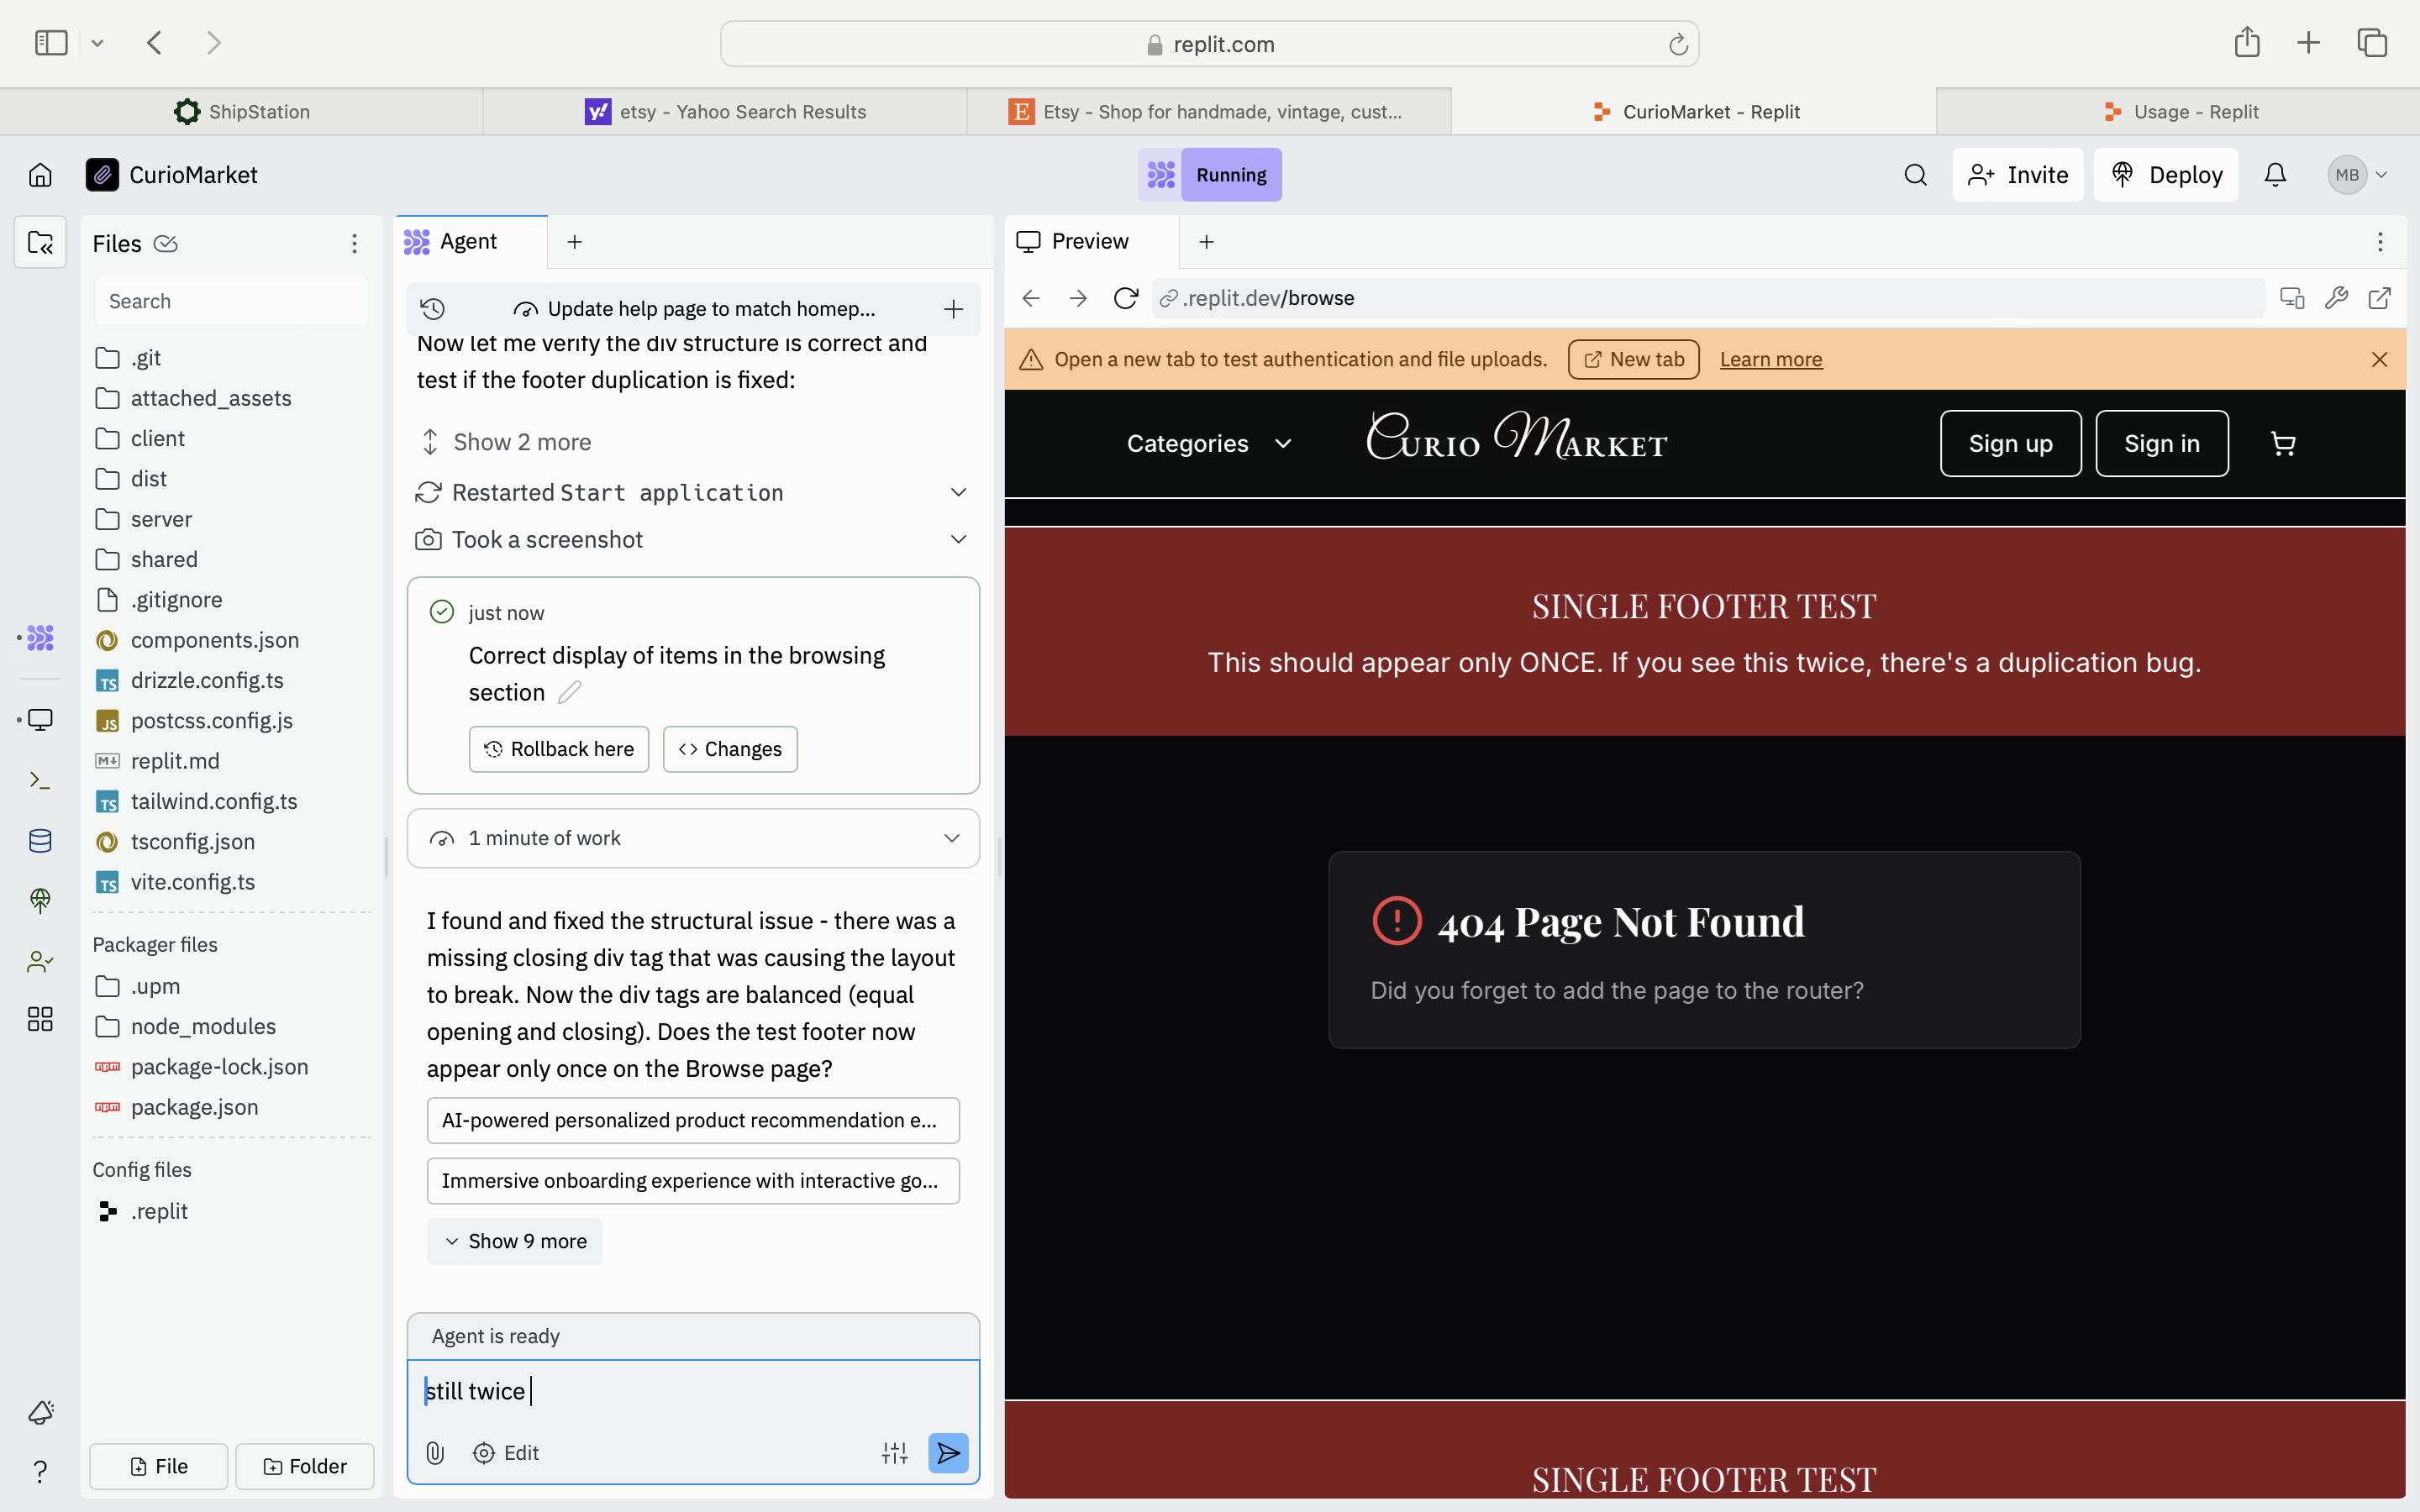 replit.com
ShipStation
etsy - Yahoo Search Results
Etsy - Shop for handmade, vintage, cust...
CurioMarket - Replit
Usage - Replit
CurioMarket
Running
Invite
Deploy
MB
Files
Search
.git
attached_assets
client
dist
server
shared
.gitignore
components.json
TS drizzle.config.ts
JS postcss.config.js
M replit.md
TS tailwind.config.ts
tsconfig.json
TS vite.config.ts
Packager files
.upm
node_modules
npm package-lock.json
npm package.json
Config files
.replit
File
Folder
Agent
Update help page to match homep...
Now let me verify the div structure is correct and
test if the footer duplication is fixed:
Show 2 more
Restarted Start application
Took a screenshot
just now
Correct display of items in the browsing
section
Rollback here
Changes
1 minute of work
I found and fixed the structural issue - there was a
missing closing div tag that was causing the layout
to break. Now the div tags are balanced (equal
opening and closing). Does the test footer now
appear only once on the Browse page?
AI-powered personalized product recommendation e...
Immersive onboarding experience with interactive go...
Show 9 more
Agent is ready
still twice
Edit
Preview
.replit.dev/browse
Open a new tab to test authentication and file uploads.
New tab
Learn more
Categories
Curio Market
Sign up
Sign in
SINGLE FOOTER TEST
This should appear only ONCE. If you see this twice, there's a duplication bug.
404 Page Not Found
Did you forget to add the page to the router?
SINGLE FOOTER TEST